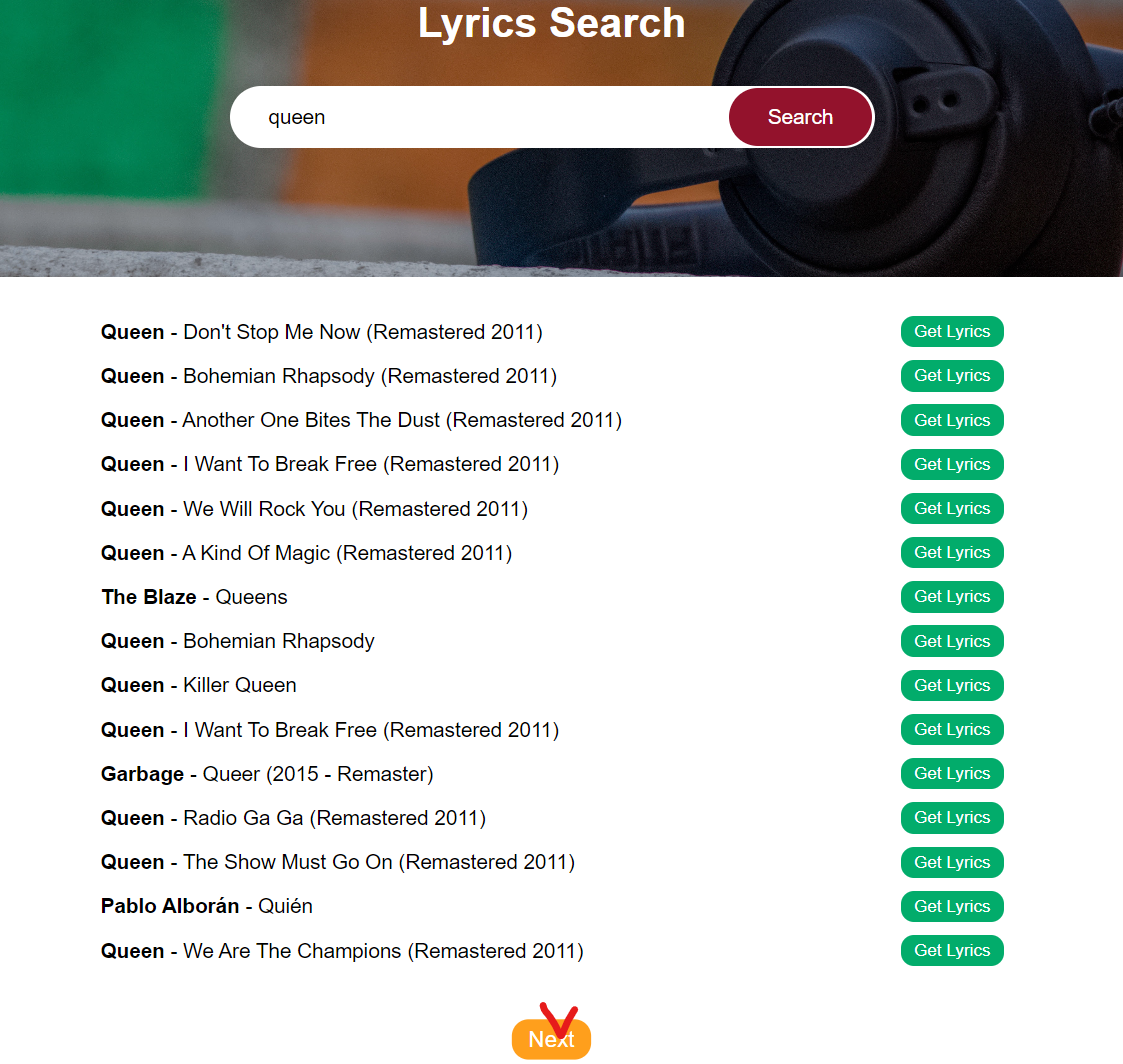 Lyrics Search
queen Search
Queen - Don't Stop Me Now (Remastered 2011) Get Lyrics
Queen - Bohemian Rhapsody (Remastered 2011) Get Lyrics
Queen - Another One Bites The Dust (Remastered 2011) Get Lyrics
Queen - I Want To Break Free (Remastered 2011) Get Lyrics
Queen - We Will Rock You (Remastered 2011) Get Lyrics
Queen - A Kind Of Magic (Remastered 2011) Get Lyrics
The Blaze - Queens Get Lyrics
Queen - Bohemian Rhapsody Get Lyrics
Queen - Killer Queen Get Lyrics
Queen - I Want To Break Free (Remastered 2011) Get Lyrics
Garbage - Queer (2015 - Remaster) Get Lyrics
Queen - Radio Ga Ga (Remastered 2011) Get Lyrics
Queen - The Show Must Go On (Remastered 2011) Get Lyrics
Pablo Alborán - Quién Get Lyrics
Queen - We Are The Champions (Remastered 2011) Get Lyrics
Next